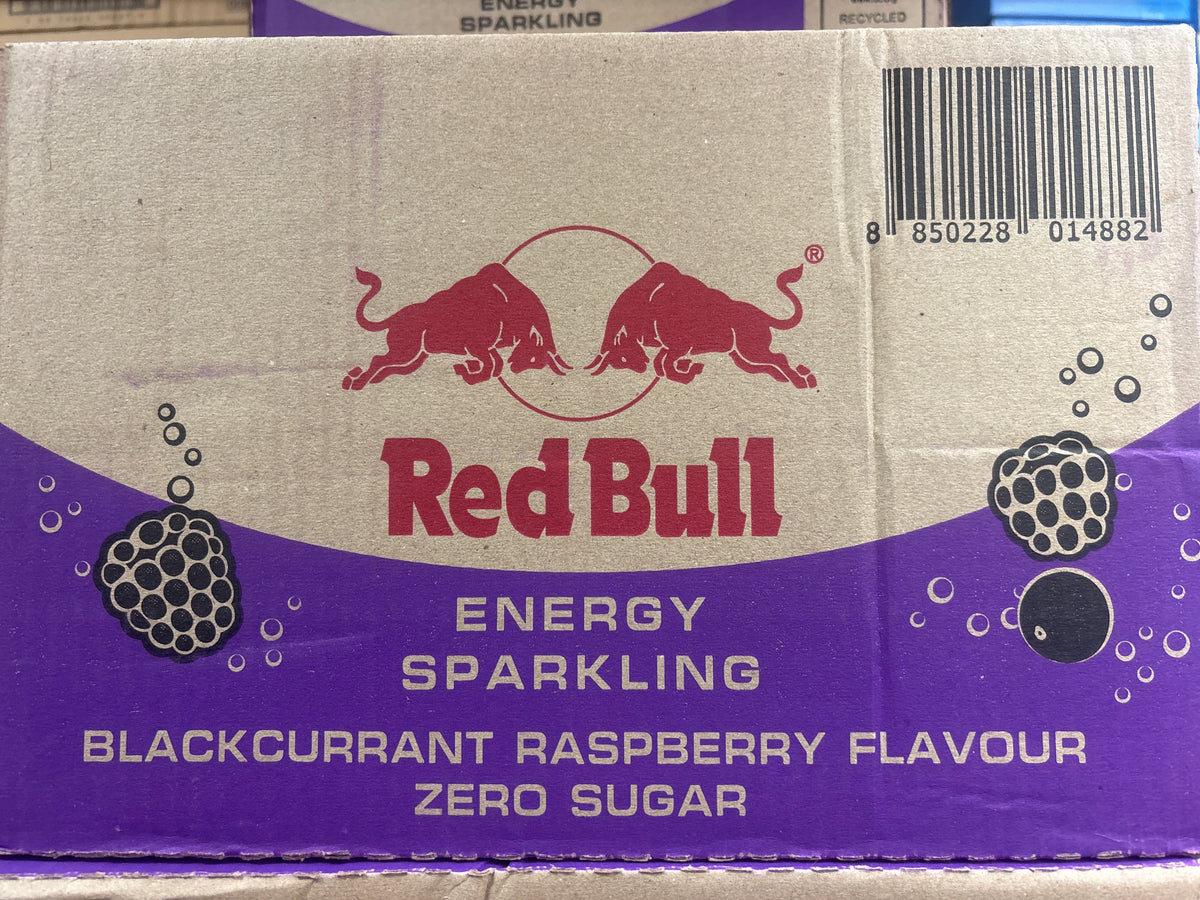 ENERGY
SPARKLING
RECYCLED
8 850228 014882
®
Red Bull
ENERGY
SPARKLING
BLACKCURRANT RASPBERRY FLAVOUR
ZERO SUGAR